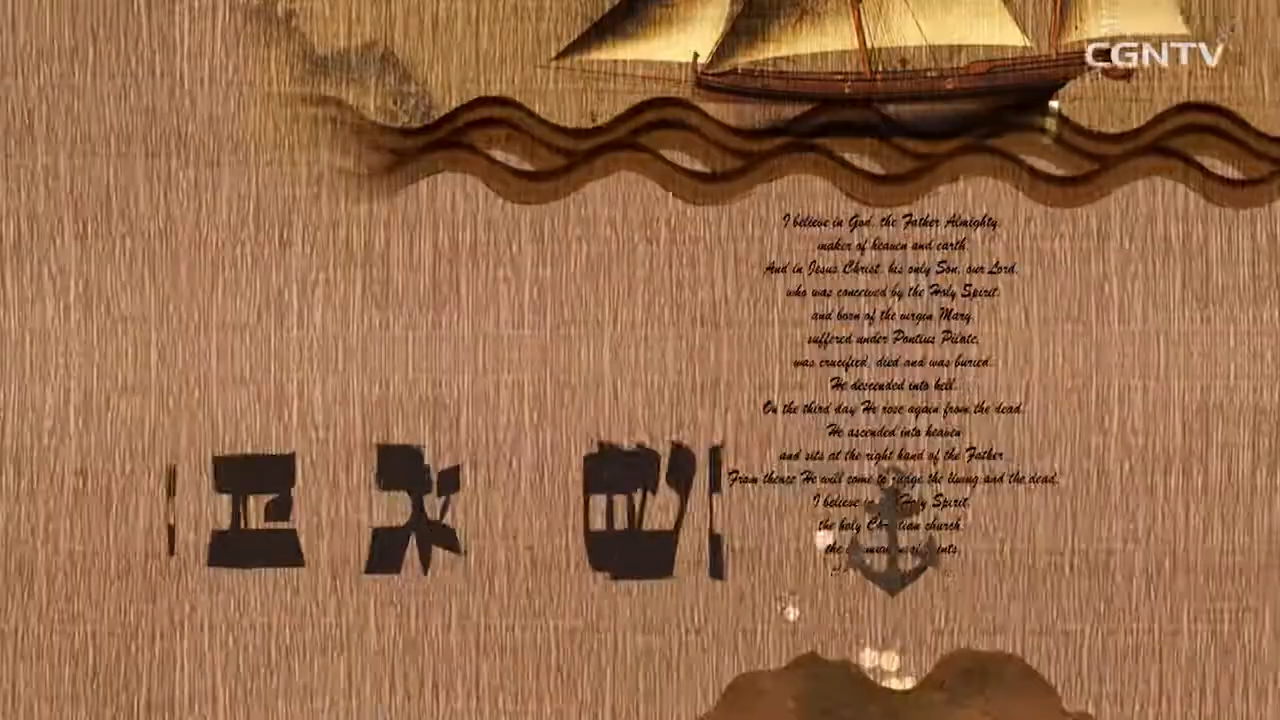 CGNTV
I believe in God, the Father Almighty,
maker of heaven and earth.
And in Jesus Christ, his only Son, our Lord,
who was conceived by the Holy Spirit,
and born of the virgin Mary,
suffered under Pontius Pilate,
was crucified, died and was buried.
He descended into hell.
On the third day He rose again from the dead.
He ascended into heaven
and sits at the right hand of the Father
From thence He will come to judge the living and the dead.
I believe in Holy Spirit,
the holy church,
the